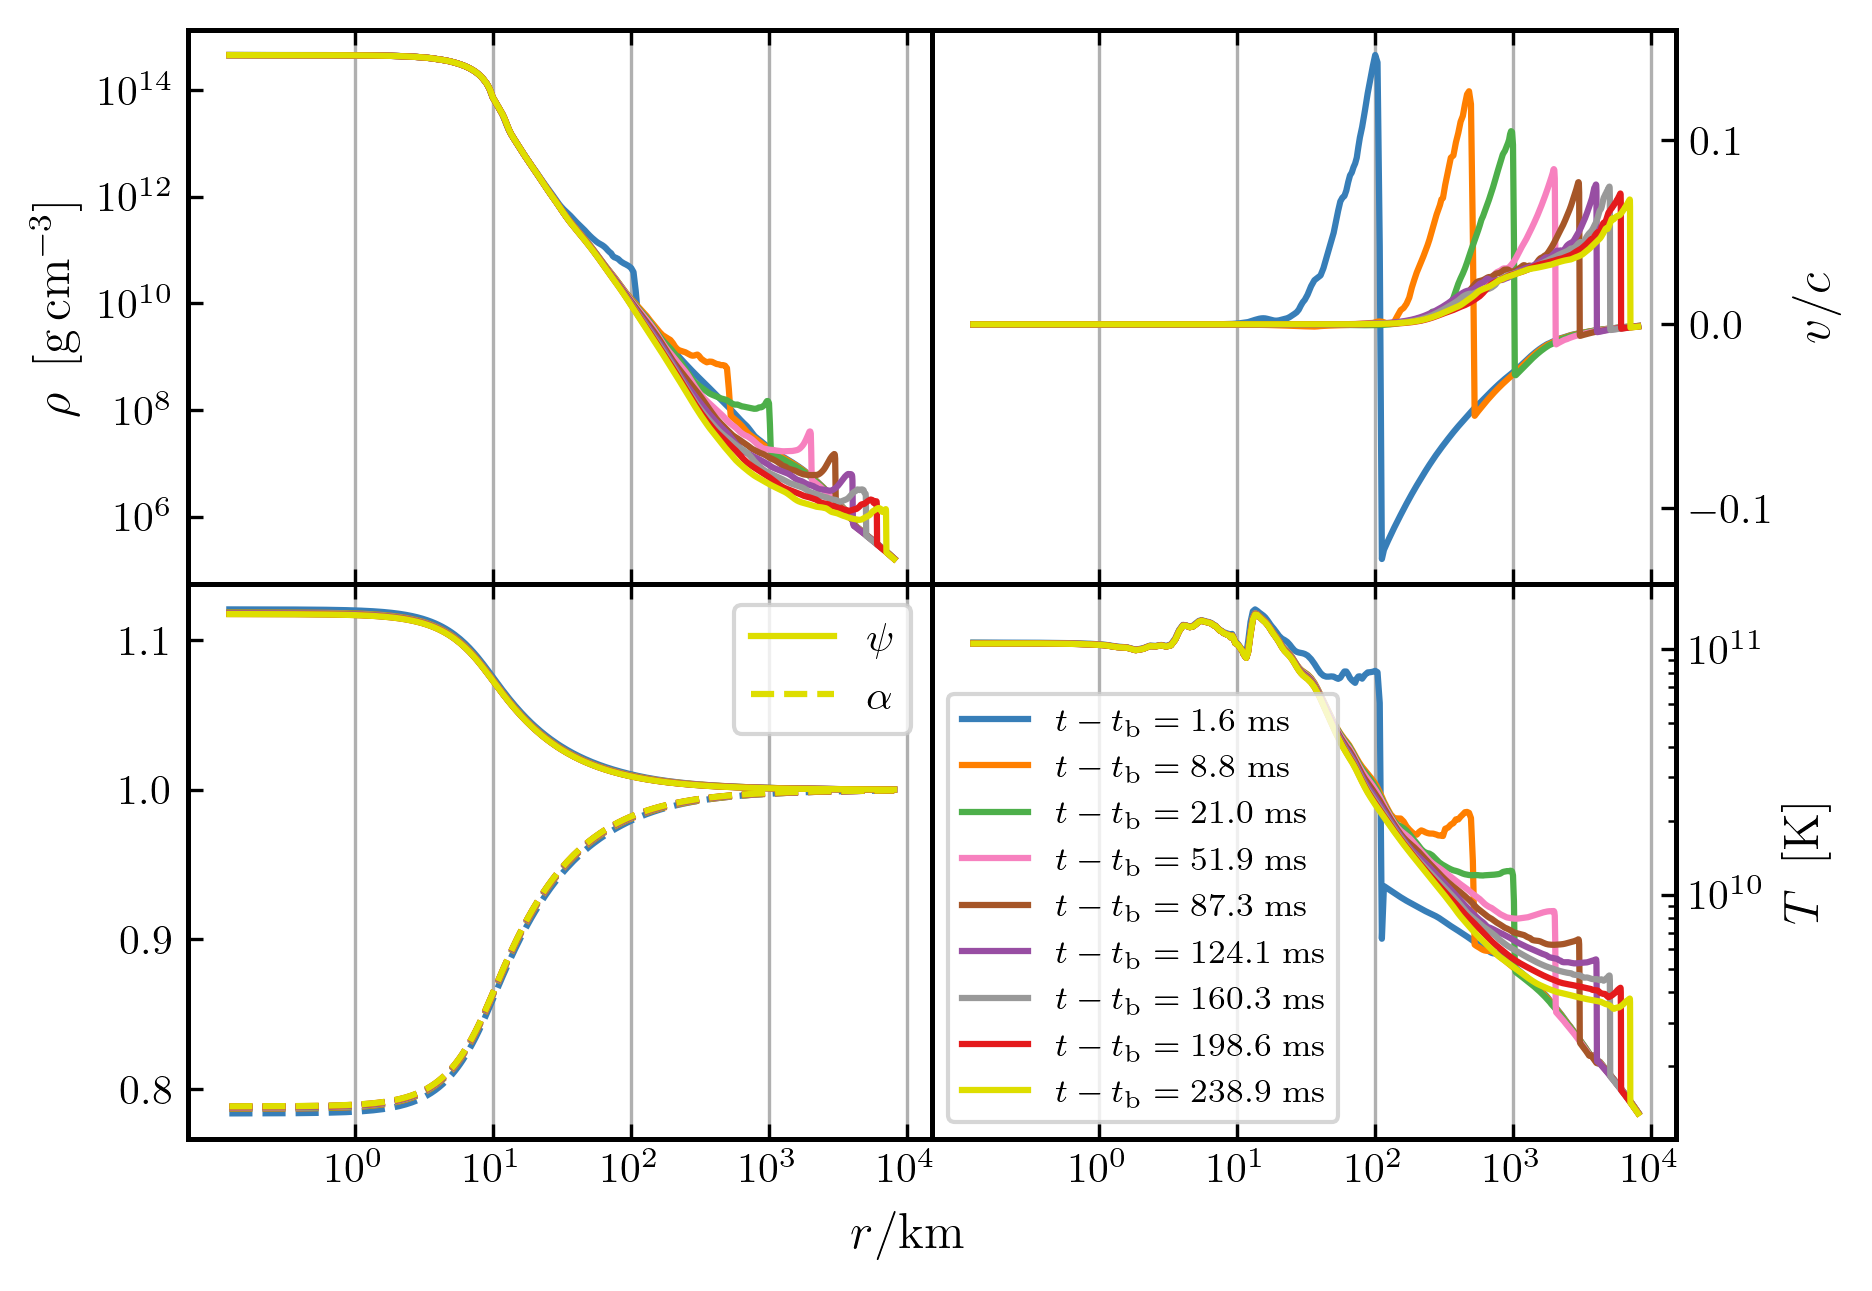 10¹⁴
10¹²
10¹⁰
10⁸
10⁶
ρ [g cm⁻³]
0.1
0.0
−0.1
v/c
1.1
1.0
0.9
0.8
ψ
α
t − t_b = 1.6 ms
t − t_b = 8.8 ms
t − t_b = 21.0 ms
t − t_b = 51.9 ms
t − t_b = 87.3 ms
t − t_b = 124.1 ms
t − t_b = 160.3 ms
t − t_b = 198.6 ms
t − t_b = 238.9 ms
10¹¹
10¹⁰
T [K]
10⁰ 10¹ 10² 10³ 10⁴ 10⁰ 10¹ 10² 10³ 10⁴
r/km